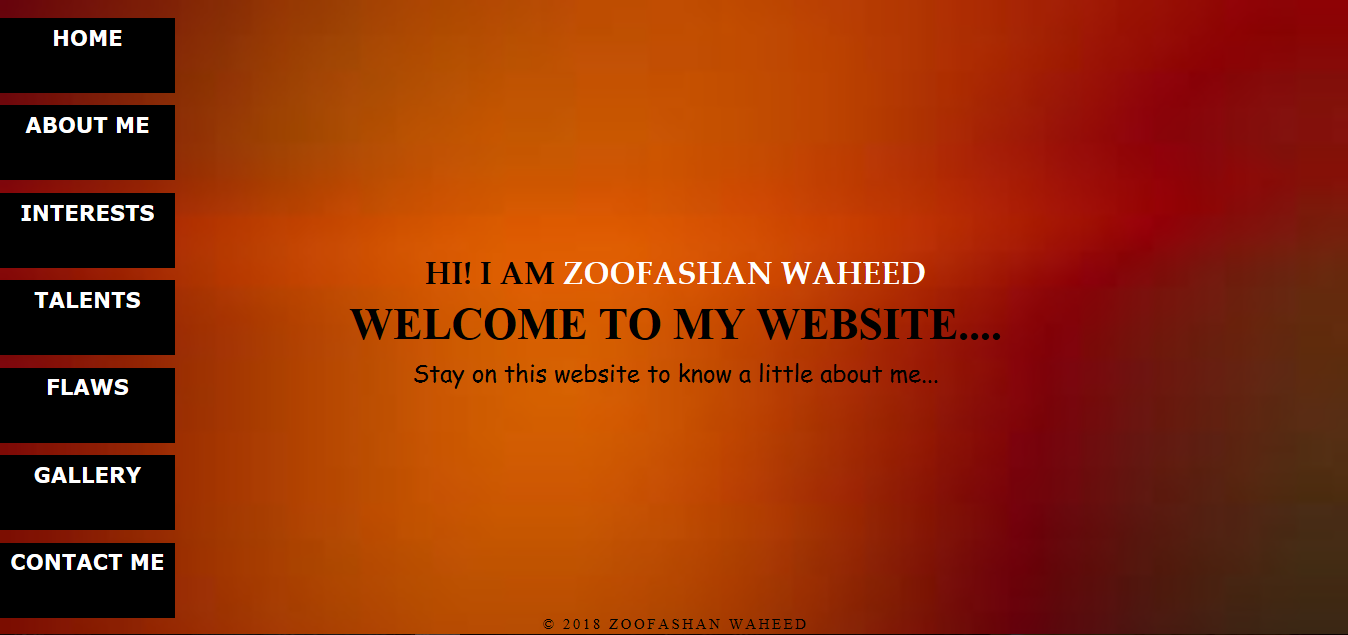 HOME
ABOUT ME
INTERESTS
TALENTS
FLAWS
GALLERY
CONTACT ME
HI! I AM ZOOFASHAN WAHEED
WELCOME TO MY WEBSITE....
Stay on this website to know a little about me...
© 2018 ZOOFASHAN WAHEED